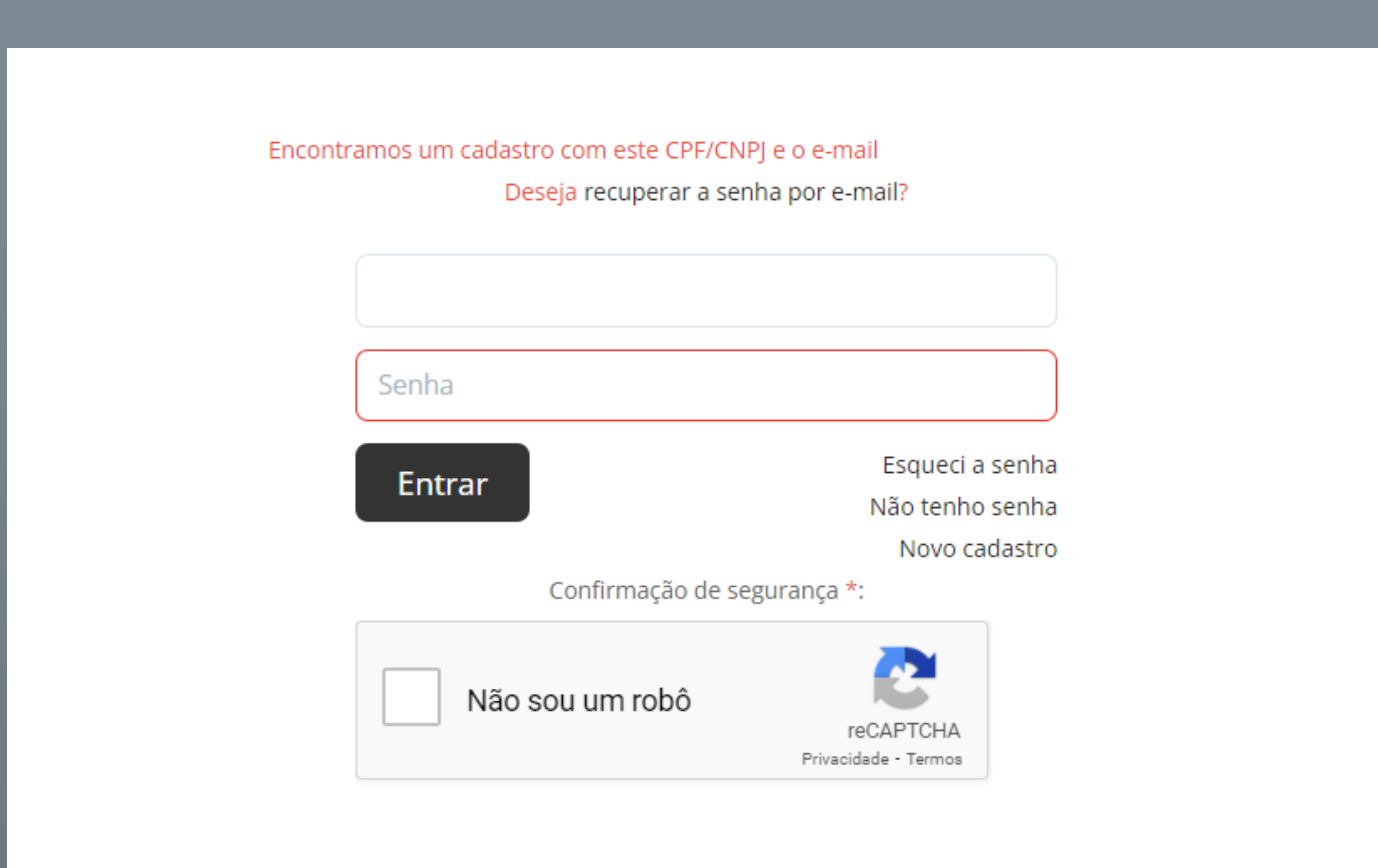 Encontramos um cadastro com este CPF/CNPJ e o e-mail
Deseja recuperar a senha por e-mail?
Senha
Entrar
Esqueci a senha
Não tenho senha
Novo cadastro
Confirmação de segurança *:
Não sou um robô
reCAPTCHA
Privacidade - Termos